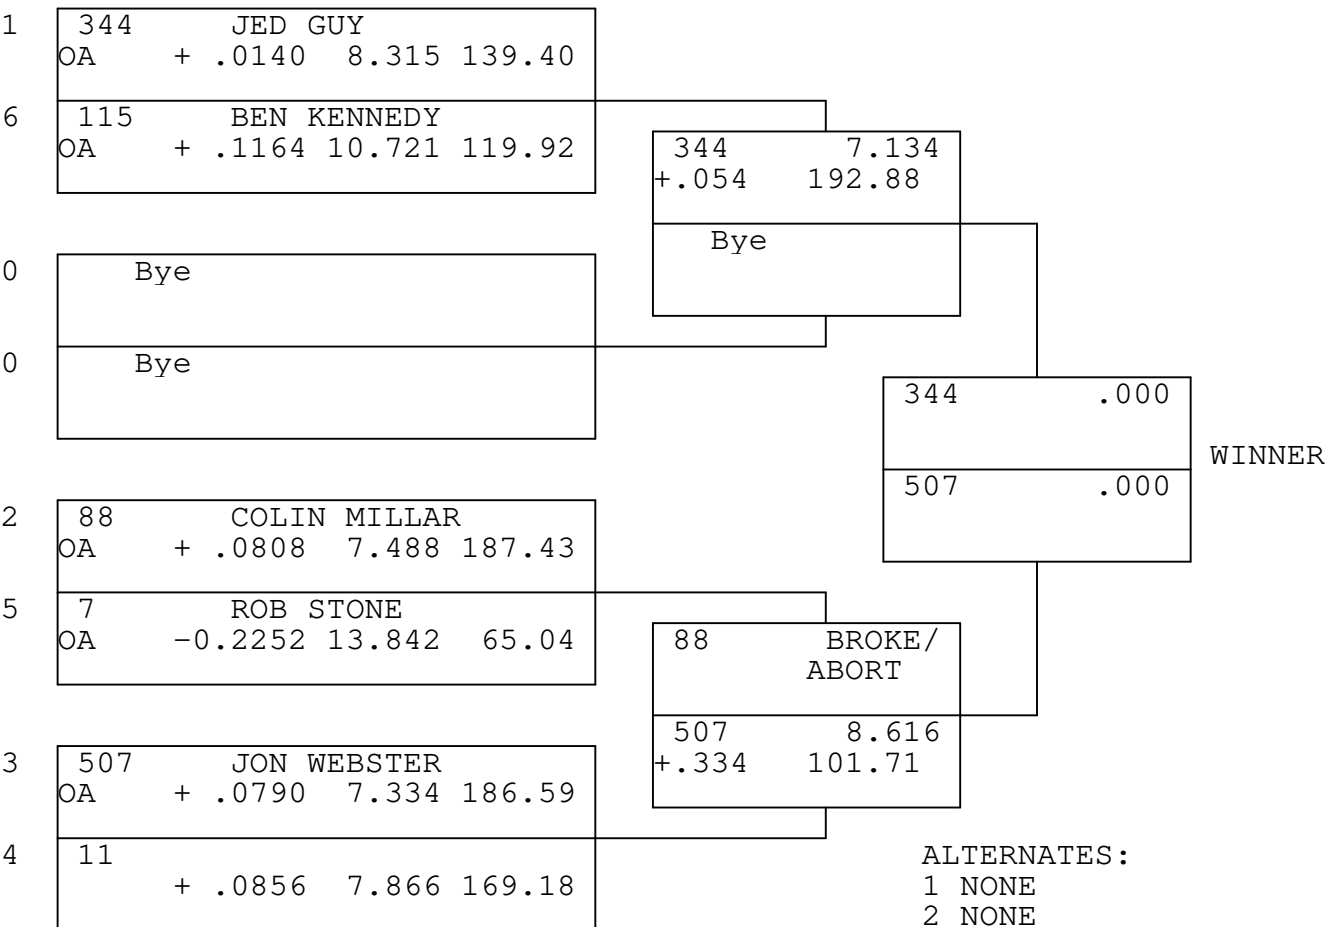 1 344 JED GUY
OA + .0140 8.315 139.40
6 115 BEN KENNEDY
OA + .1164 10.721 119.92
344 7.134
+.054 192.88
Bye
0 Bye
0 Bye
344 .000
WINNER
507 .000
2 88 COLIN MILLAR
OA + .0808 7.488 187.43
5 7 ROB STONE
OA -0.2252 13.842 65.04
88 BROKE/
ABORT
507 8.616
+.334 101.71
3 507 JON WEBSTER
OA + .0790 7.334 186.59
4 11
+ .0856 7.866 169.18
ALTERNATES:
1 NONE
2 NONE